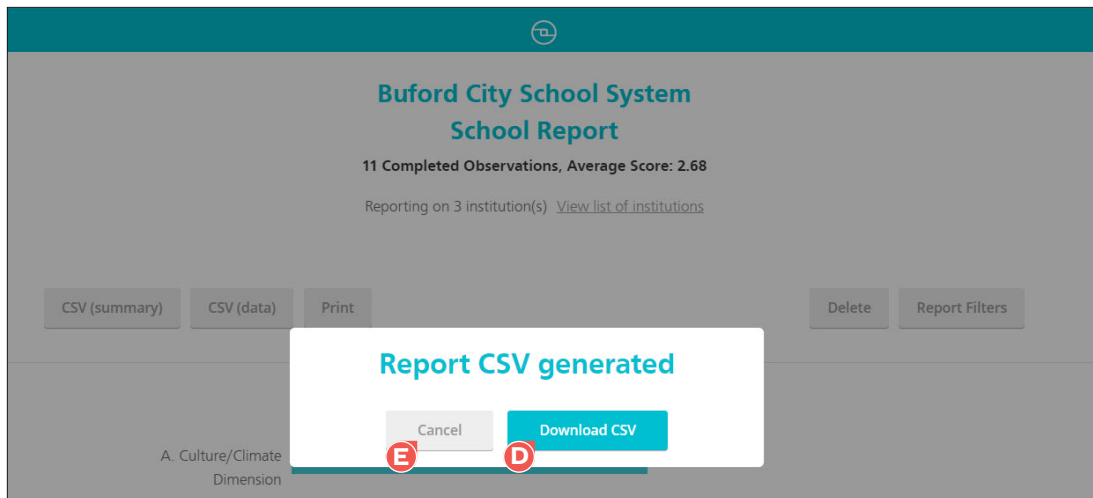 Buford City School System
School Report
11 Completed Observations, Average Score: 2.68
Reporting on 3 institution(s) View list of institutions
CSV (summary) CSV (data) Print Delete Report Filters
Report CSV generated
Cancel Download CSV
E D
A. Culture/Climate
Dimension